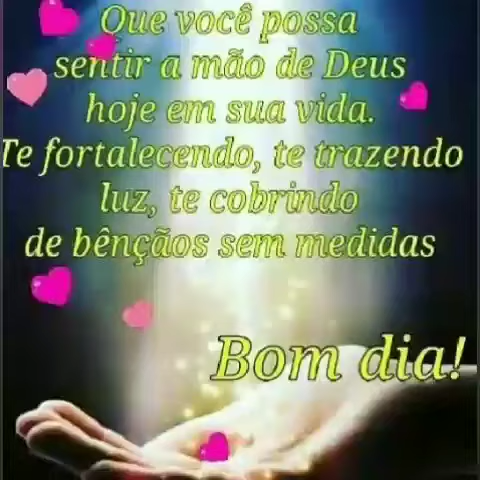 Que você possa
sentir a mão de Deus
hoje em sua vida.
Te fortalecendo, te trazendo
luz, te cobrindo
de bênçãos sem medidas
Bom dia!